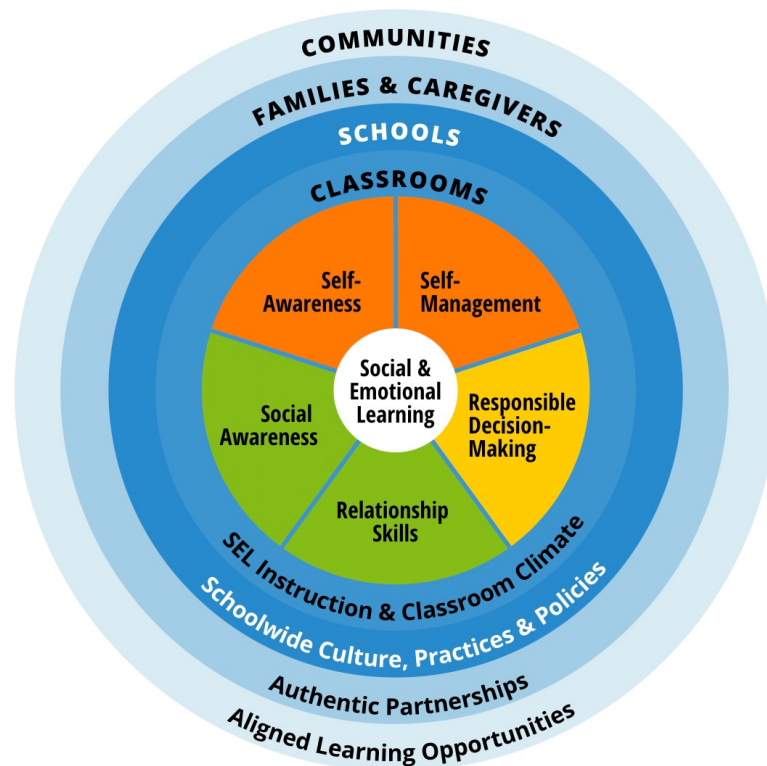 COMMUNITIES
FAMILIES & CAREGIVERS
SCHOOLS
CLASSROOMS
Self-
Awareness
Self-
Management
Social &
Emotional
Learning
Social
Awareness
Responsible
Decision-
Making
Relationship
Skills
SEL Instruction & Classroom Climate
Schoolwide Culture, Practices & Policies
Authentic Partnerships
Aligned Learning Opportunities